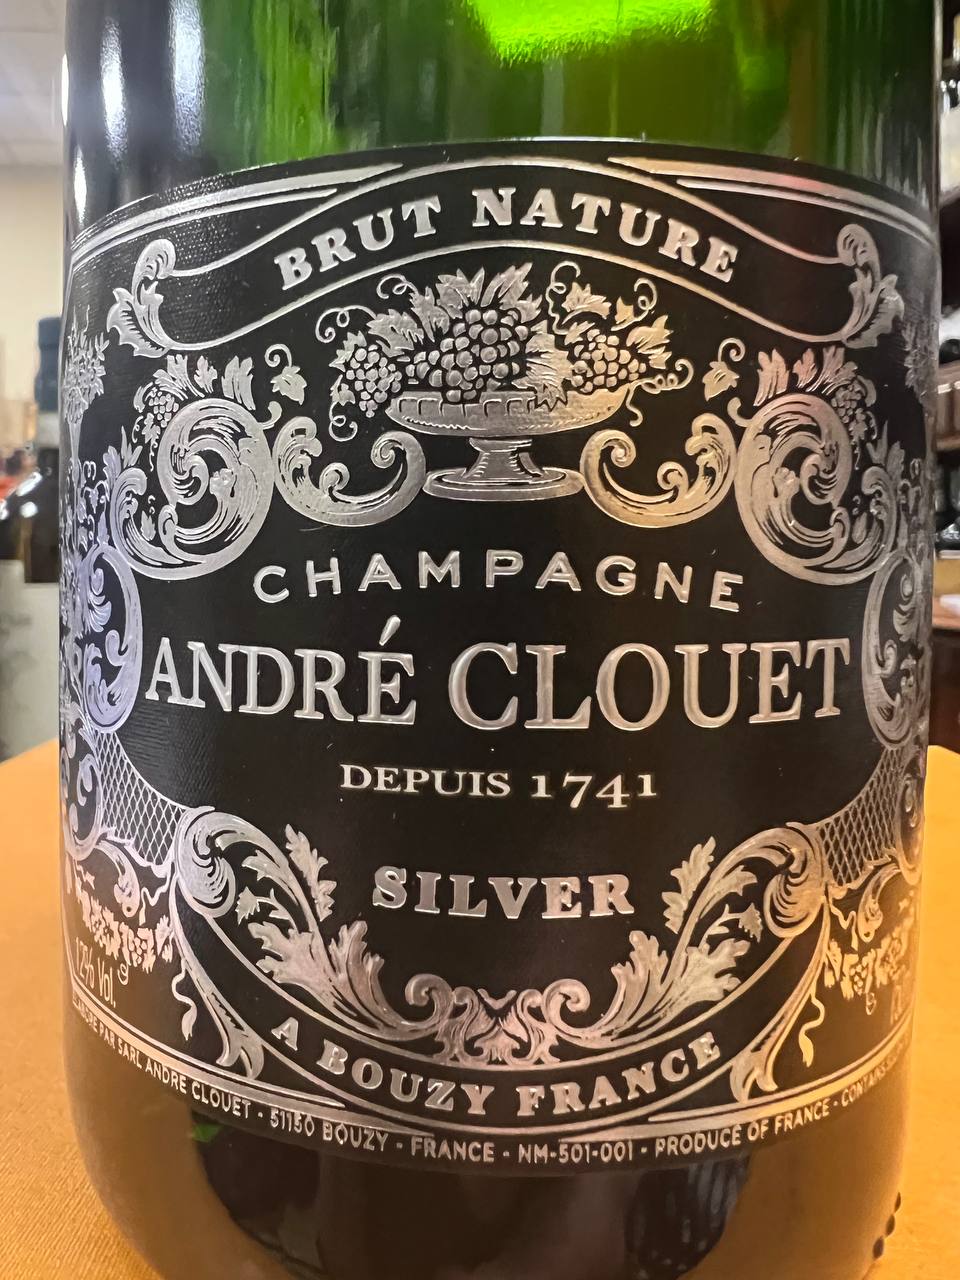 BRUT NATURE
CHAMPAGNE
ANDRÉ CLOUET
DEPUIS 1741
SILVER
12% Vol.
A BOUZY FRANCE
PAR SARL ANDRE CLOUET - 51150 BOUZY - FRANCE - NM-501-001 - PRODUCE OF FRANCE - CONTAINS